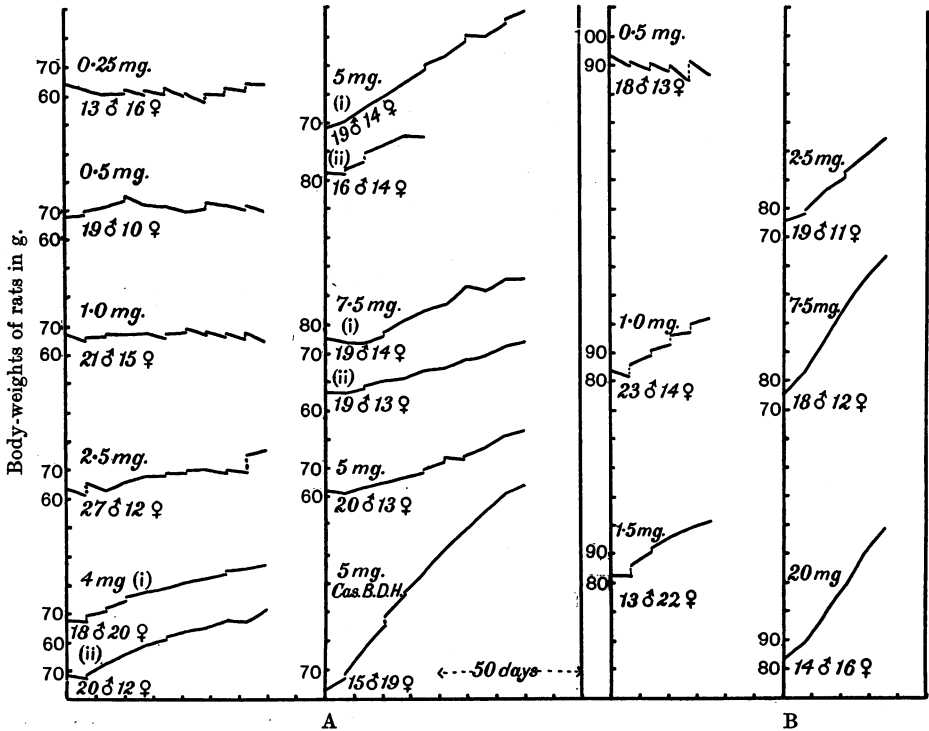 Body-weights of rats in g.
70
0·25 mg.
60
13 ♂ 16 ♀
0·5 mg.
70
19 ♂ 10 ♀
60
1·0 mg.
70
60
21 ♂ 15 ♀
2·5 mg.
70
60
27 ♂ 12 ♀
4 mg (i)
70
18 ♂ 20 ♀
60
(ii)
70
20 ♂ 12 ♀
5 mg.
(i)
70
19 ♂ 14 ♀
(ii)
80
16 ♂ 14 ♀
7·5 mg.
80
(i)
70
19 ♂ 14 ♀
(ii)
60
19 ♂ 13 ♀
70
5 mg.
60
20 ♂ 13 ♀
5 mg.
Cas. B.D.H.
70
15 ♂ 19 ♀
50 days
A
100
0·5 mg.
90
18 ♂ 13 ♀
1·0 mg.
90
80
23 ♂ 14 ♀
1·5 mg.
90
80
13 ♂ 22 ♀
2·5 mg.
80
70
19 ♂ 11 ♀
7·5 mg.
80
70
18 ♂ 12 ♀
20 mg
90
80
14 ♂ 16 ♀
B